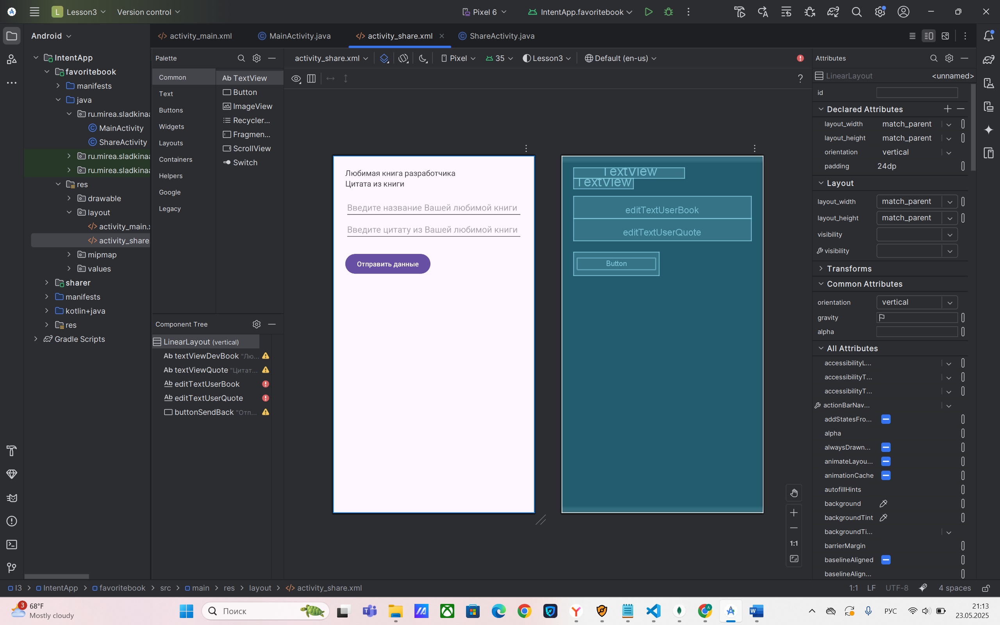 L Lesson3 Version control Pixel 6 IntentApp.favoritebook
Android
IntentApp
favoritebook
manifests
java
ru.mirea.sladkinaa
MainActivity
ShareActivity
ru.mirea.sladkinaa
ru.mirea.sladkinaa
res
drawable
layout
activity_main.x
activity_share
mipmap
values
sharer
manifests
kotlin+java
res
Gradle Scripts
activity_main.xml MainActivity.java activity_share.xml ShareActivity.java
Palette
Common
Text
Buttons
Widgets
Layouts
Containers
Helpers
Google
Legacy
Ab TextView
Button
ImageView
Recycler...
Fragmen...
ScrollView
Switch
Component Tree
LinearLayout (vertical)
Ab textViewDevBook "Лю...
Ab textViewQuote "Цитат...
Ab editTextUserBook
Ab editTextUserQuote
buttonSendBack "Отп...
activity_share.xml Pixel 35 Lesson3 Default (en-us)
?
Любимая книга разработчика
Цитата из книги
Введите название Вашей любимой книги
Введите цитату из Вашей любимой книги
Отправить данные
TextView
TextView
editTextUserBook
editTextUserQuote
Button
1:1
Attributes
LinearLayout <unnamed>
id
Declared Attributes
layout_width match_parent
layout_height match_parent
orientation vertical
padding 24dp
Layout
layout_width match_parent
layout_height match_parent
visibility
visibility
Transforms
Common Attributes
orientation vertical
gravity
alpha
All Attributes
accessibilityL...
accessibilityT...
accessibilityT...
actionBarNav...
addStatesFro...
alpha
alwaysDrawn...
animateLayou...
animationCache
autofillHints
background
backgroundTint
backgroundTi...
barrierMargin
baselineAligned
baselineAlign...
l3 > IntentApp > favoritebook > src > main > res > layout > activity_share.xml
1:1 LF UTF-8 4 spaces
3
68°F
Mostly cloudy
Поиск
РУС
21:13
23.05.2025